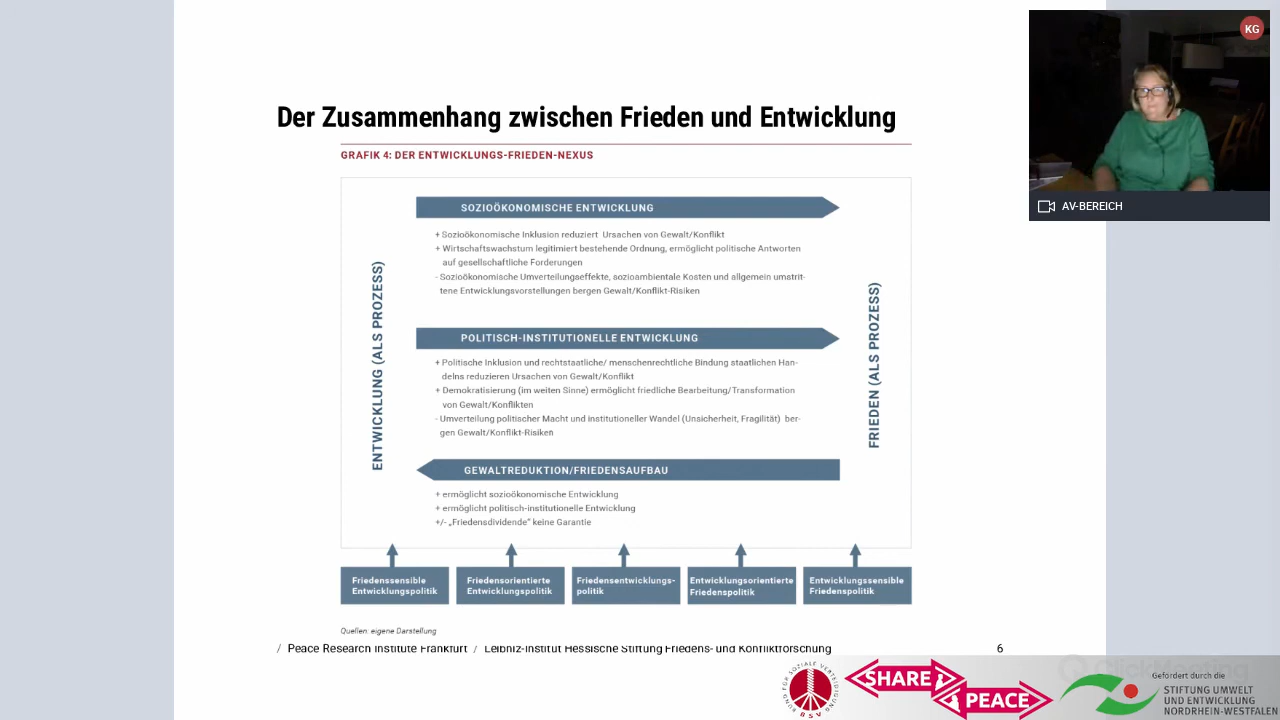 KG
AV-BEREICH
Der Zusammenhang zwischen Frieden und Entwicklung
GRAFIK 4: DER ENTWICKLUNGS-FRIEDEN-NEXUS
ENTWICKLUNG (ALS PROZESS)
SOZIOÖKONOMISCHE ENTWICKLUNG
+ Sozioökonomische Inklusion reduziert Ursachen von Gewalt/Konflikt
+ Wirtschaftswachstum legitimiert bestehende Ordnung, ermöglicht politische Antworten
auf gesellschaftliche Forderungen
- Sozioökonomische Umverteilungseffekte, sozioambientale Kosten und allgemein umstrit-
tene Entwicklungsvorstellungen bergen Gewalt/Konflikt-Risiken
POLITISCH-INSTITUTIONELLE ENTWICKLUNG
+ Politische Inklusion und rechtstaatliche/ menschenrechtliche Bindung staatlichen Han-
delns reduzieren Ursachen von Gewalt/Konflikt
+ Demokratisierung (im weiten Sinne) ermöglicht friedliche Bearbeitung/Transformation
von Gewalt/Konflikten
- Umverteilung politischer Macht und institutioneller Wandel (Unsicherheit, Fragilität) ber-
gen Gewalt/Konflikt-Risiken
GEWALTREDUKTION/FRIEDENSAUFBAU
+ ermöglicht sozioökonomische Entwicklung
+ ermöglicht politisch-institutionelle Entwicklung
+/- „Friedensdividende" keine Garantie
FRIEDEN (ALS PROZESS)
Friedenssensible
Entwicklungspolitik
Friedensorientierte
Entwicklungspolitik
Friedensentwicklungs-
politik
Entwicklungsorientierte
Friedenspolitik
Entwicklungssensible
Friedenspolitik
Quellen: eigene Darstellung
/ Peace Research Institute Frankfurt / Leibniz-Institut Hessische Stiftung Friedens- und Konfliktforschung
6
BUND FÜR SOZIALE VERTEIDIGUNG
BSV
SHARE
PEACE
ClickMeeting
Gefördert durch die
STIFTUNG UMWELT
UND ENTWICKLUNG
NORDRHEIN-WESTFALEN